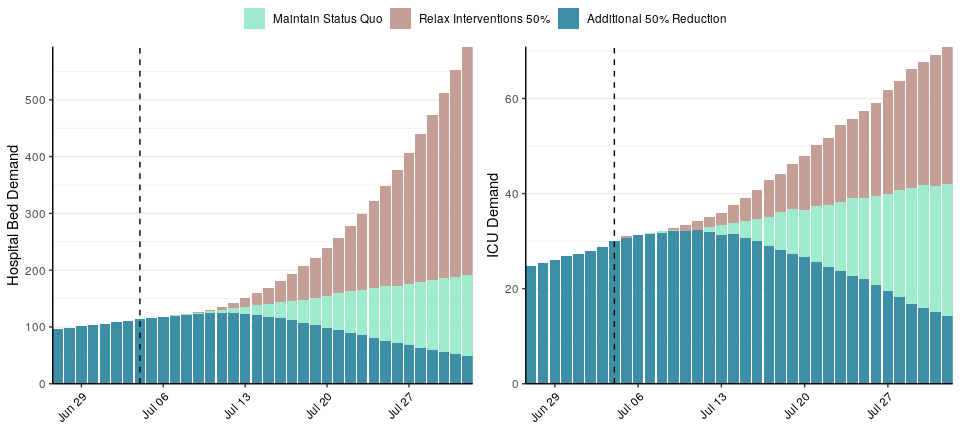 Maintain Status Quo Relax Interventions 50% Additional 50% Reduction
Hospital Bed Demand
500
400
300
200
100
0
Jun 29 Jul 06 Jul 13 Jul 20 Jul 27
ICU Demand
60
40
20
0
Jun 29 Jul 06 Jul 13 Jul 20 Jul 27